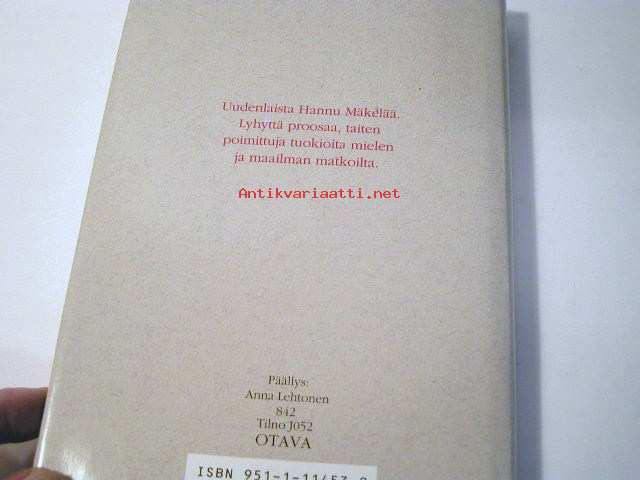 Uudenlaista Hannu Mäkelää.
Lyhyttä proosaa, taiten
poimittuja tuokioita mielen
ja maailman matkoilta.
Antikvariaatti.net
Päällys:
Anna Lehtonen
842
Tilno J052
OTAVA
ISBN